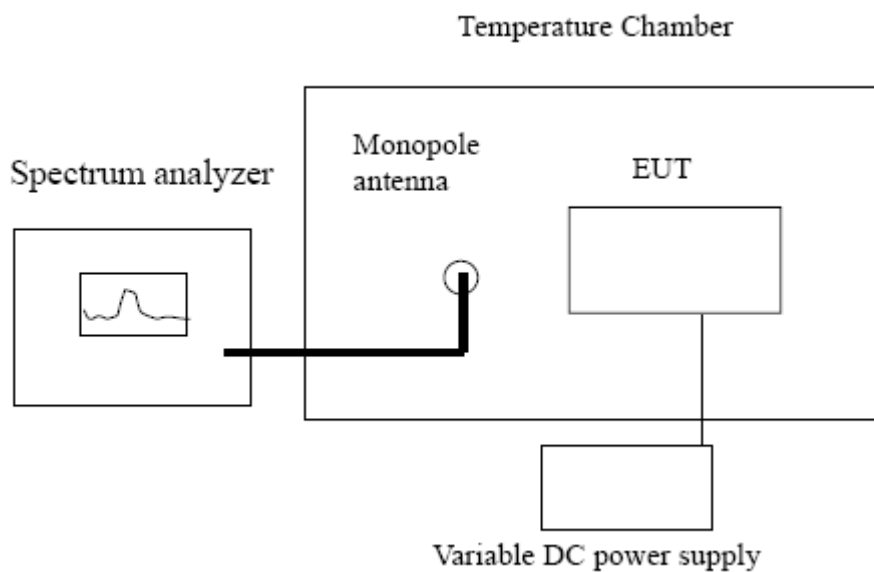 Temperature Chamber
Monopole
antenna
EUT
Spectrum analyzer
Variable DC power supply